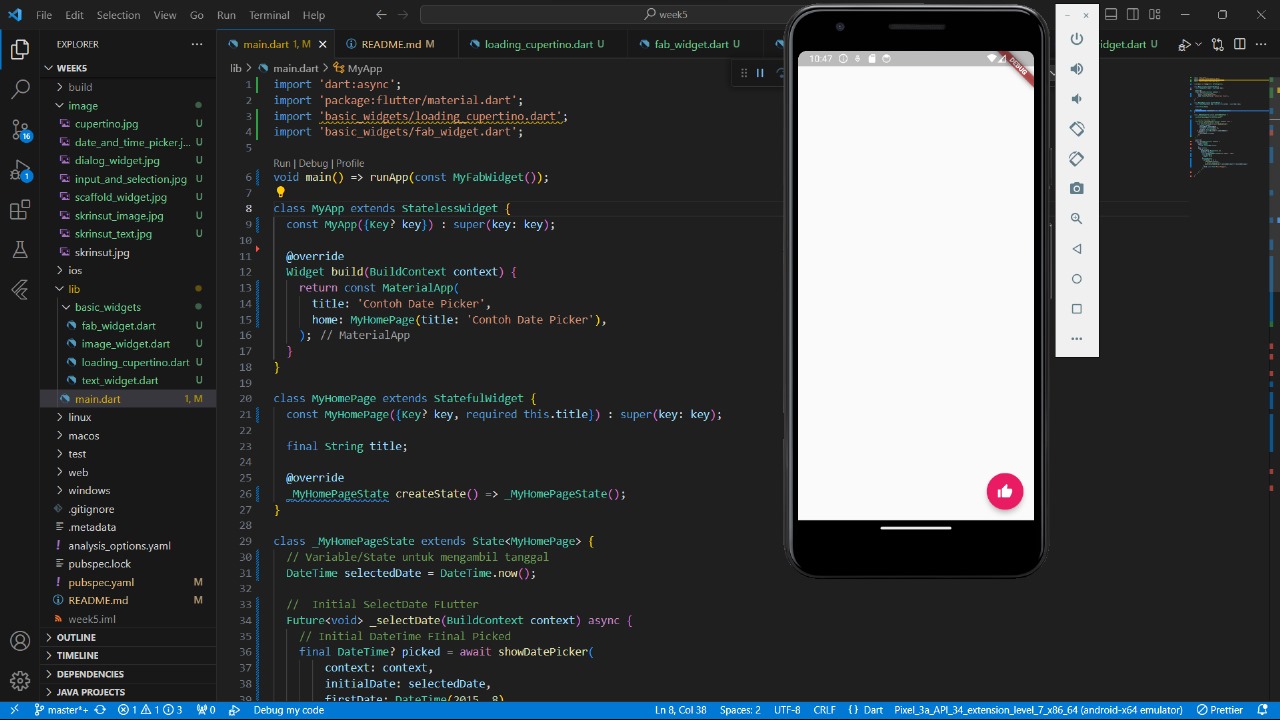 File Edit Selection View Go Run Terminal Help
week5
EXPLORER
WEEK5
build
image
cupertino.jpg U
date_and_time_picker.j... U
dialog_widget.jpg U
input_and_selection.jpg U
scaffold_widget.jpg U
skrinsut_image.jpg U
skrinsut_text.jpg U
skrinsut.jpg
ios
lib
basic_widgets
fab_widget.dart U
image_widget.dart U
loading_cupertino.dart U
text_widget.dart U
main.dart 1, M
linux
macos
test
web
windows
.gitignore
.metadata
analysis_options.yaml
pubspec.lock
pubspec.yaml M
README.md M
week5.iml
OUTLINE
TIMELINE
DEPENDENCIES
JAVA PROJECTS
16
1
main.dart 1, M
README.md M
loading_cupertino.dart U
fab_widget.dart U
widget.dart U
lib > main.dart > MyApp
1 import 'dart:async';
2 import 'package:flutter/material.dart';
3 import 'basic_widgets/loading_cupertino.dart';
4 import 'basic_widgets/fab_widget.dart';
5
Run | Debug | Profile
6 void main() => runApp(const MyFabWidget());
7
8 class MyApp extends StatelessWidget {
9 const MyApp({Key? key}) : super(key: key);
10
11 @override
12 Widget build(BuildContext context) {
13 return const MaterialApp(
14 title: 'Contoh Date Picker',
15 home: MyHomePage(title: 'Contoh Date Picker'),
16 ); // MaterialApp
17 }
18 }
19
20 class MyHomePage extends StatefulWidget {
21 const MyHomePage({Key? key, required this.title}) : super(key: key);
22
23 final String title;
24
25 @override
26 _MyHomePageState createState() => _MyHomePageState();
27 }
28
29 class _MyHomePageState extends State<MyHomePage> {
30 // Variable/State untuk mengambil tanggal
31 DateTime selectedDate = DateTime.now();
32
33 //  Initial SelectDate FLutter
34 Future<void> _selectDate(BuildContext context) async {
35 // Initial DateTime FIinal Picked
36 final DateTime? picked = await showDatePicker(
37 context: context,
38 initialDate: selectedDate,
39 firstDate: DateTime(2015, 8),
10:47
DEBUG
master*+ 1 1 3 0 Debug my code
Ln 8, Col 38 Spaces: 2 UTF-8 CRLF { } Dart Pixel_3a_API_34_extension_level_7_x86_64 (android-x64 emulator) Prettier